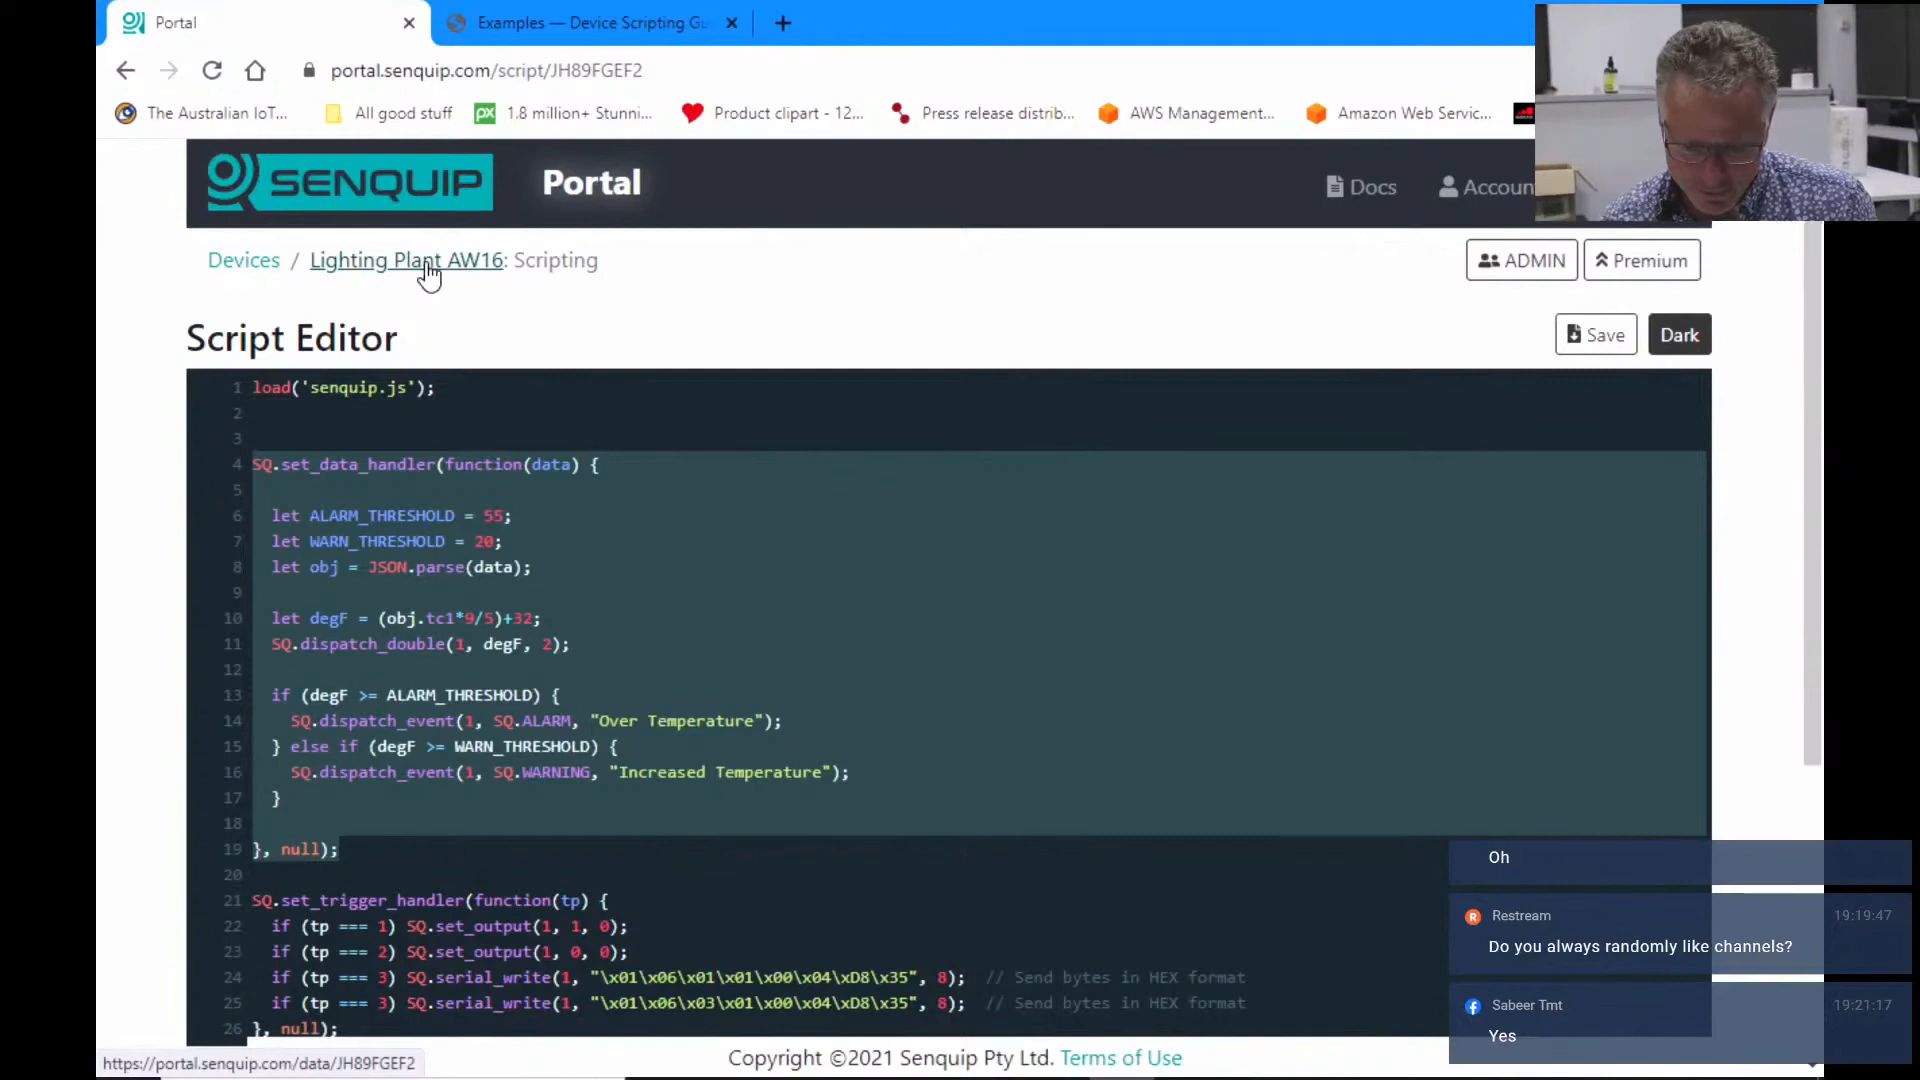 Portal
Examples — Device Scripting Gu
portal.senquip.com/script/JH89FGEF2
The Australian IoT...
All good stuff
px
1.8 million+ Stunni...
Product clipart - 12...
Press release distrib...
AWS Management...
Amazon Web Servic...
SENQUIP
Portal
Docs
Accoun
Devices / Lighting Plant AW16: Scripting
ADMIN
Premium
Script Editor
Save
Dark
1 load('senquip.js');
2
3
4 SQ.set_data_handler(function(data) {
5
6 let ALARM_THRESHOLD = 55;
7 let WARN_THRESHOLD = 20;
8 let obj = JSON.parse(data);
9
10 let degF = (obj.tc1*9/5)+32;
11 SQ.dispatch_double(1, degF, 2);
12
13 if (degF >= ALARM_THRESHOLD) {
14 SQ.dispatch_event(1, SQ.ALARM, "Over Temperature");
15 } else if (degF >= WARN_THRESHOLD) {
16 SQ.dispatch_event(1, SQ.WARNING, "Increased Temperature");
17 }
18
19 }, null);
20
21 SQ.set_trigger_handler(function(tp) {
22 if (tp === 1) SQ.set_output(1, 1, 0);
23 if (tp === 2) SQ.set_output(1, 0, 0);
24 if (tp === 3) SQ.serial_write(1, "\x01\x06\x01\x01\x00\x04\xD8\x35", 8); // Send bytes in HEX format
25 if (tp === 3) SQ.serial_write(1, "\x01\x06\x03\x01\x00\x04\xD8\x35", 8); // Send bytes in HEX format
26 }, null);
Oh
Restream 19:19:47
Do you always randomly like channels?
Sabeer Tmt 19:21:17
Yes
Copyright ©2021 Senquip Pty Ltd. Terms of Use
https://portal.senquip.com/data/JH89FGEF2